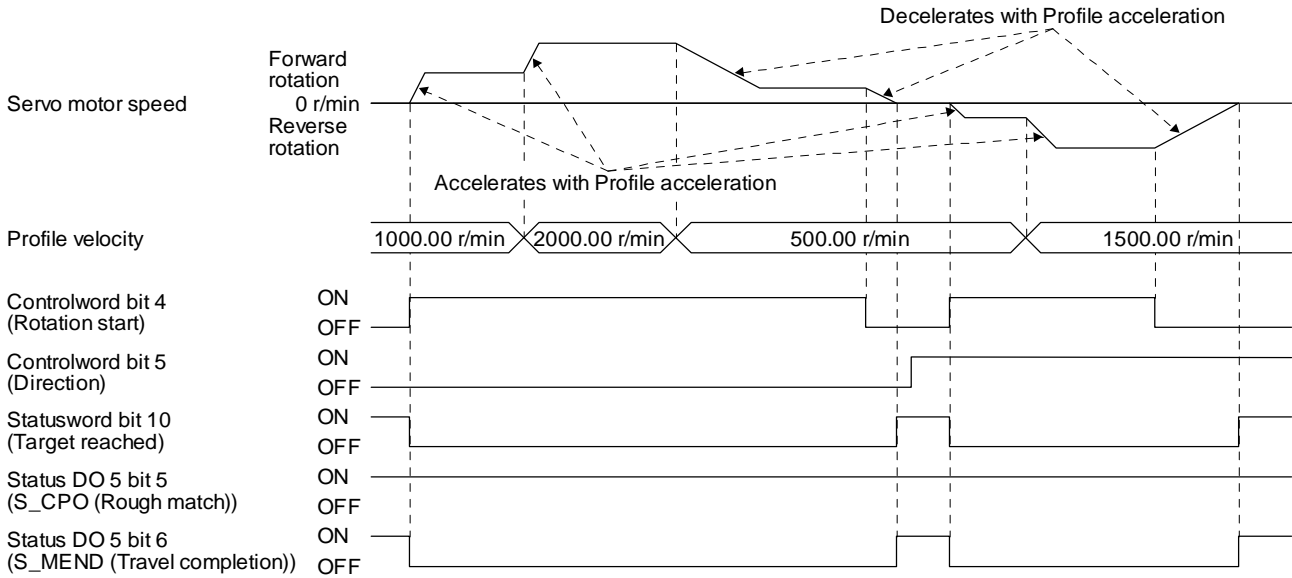 Decelerates with Profile acceleration
Forward
rotation
Servo motor speed
0 r/min
Reverse
rotation
Accelerates with Profile acceleration
Profile velocity
1000.00 r/min
2000.00 r/min
500.00 r/min
1500.00 r/min
Controlword bit 4
(Rotation start)
ON
OFF
Controlword bit 5
(Direction)
ON
OFF
Statusword bit 10
(Target reached)
ON
OFF
Status DO 5 bit 5
(S_CPO (Rough match))
ON
OFF
Status DO 5 bit 6
(S_MEND (Travel completion))
ON
OFF